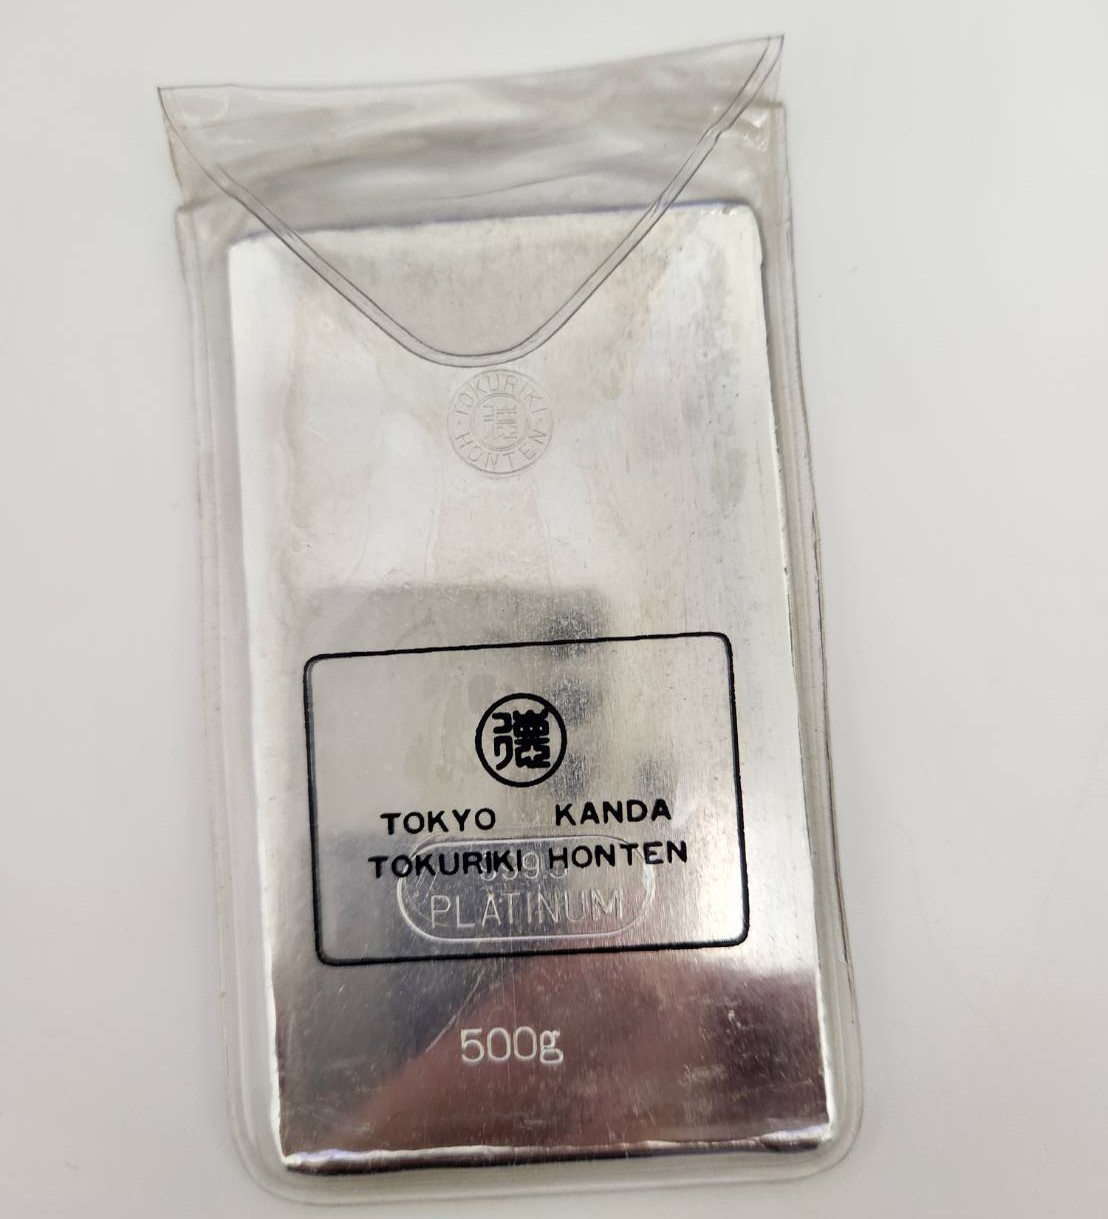 TOKURIKI
HONTEN
TOKYO KANDA
TOKURIKI HONTEN
PLATINUM
500g